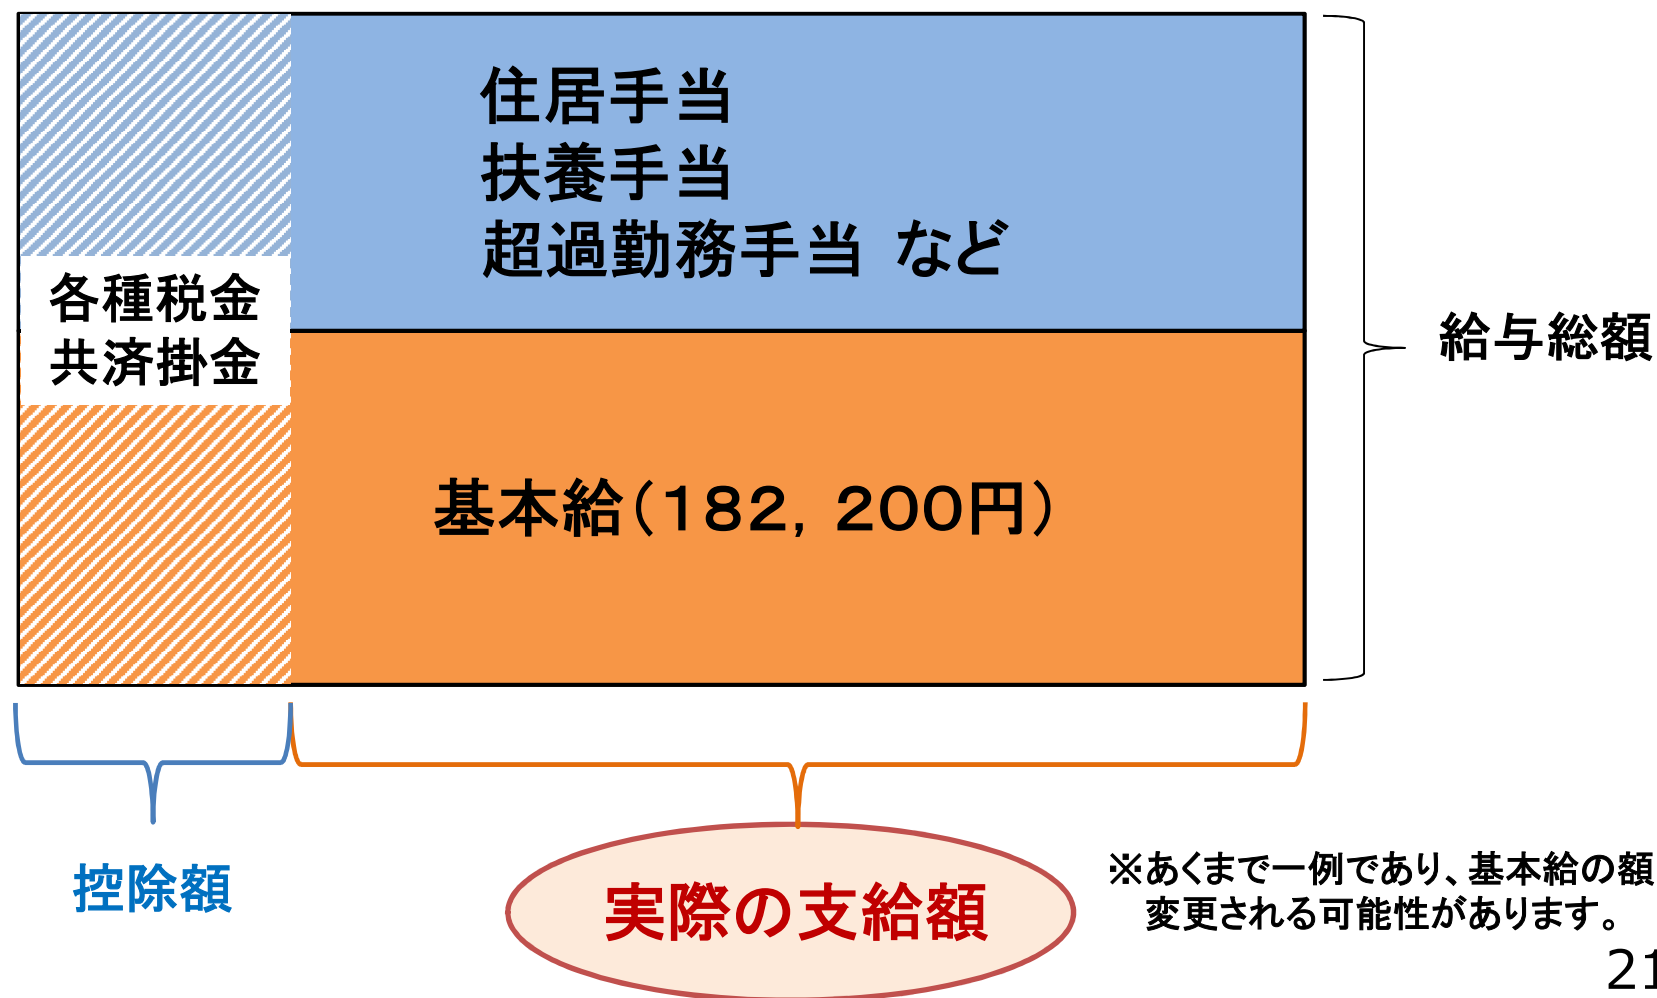 住居手当
扶養手当
超過勤務手当 など
各種税金
共済掛金
給与総額
基本給（１８２，２００円）
控除額
実際の支給額
※あくまで一例であり、基本給の額
変更される可能性があります。
21